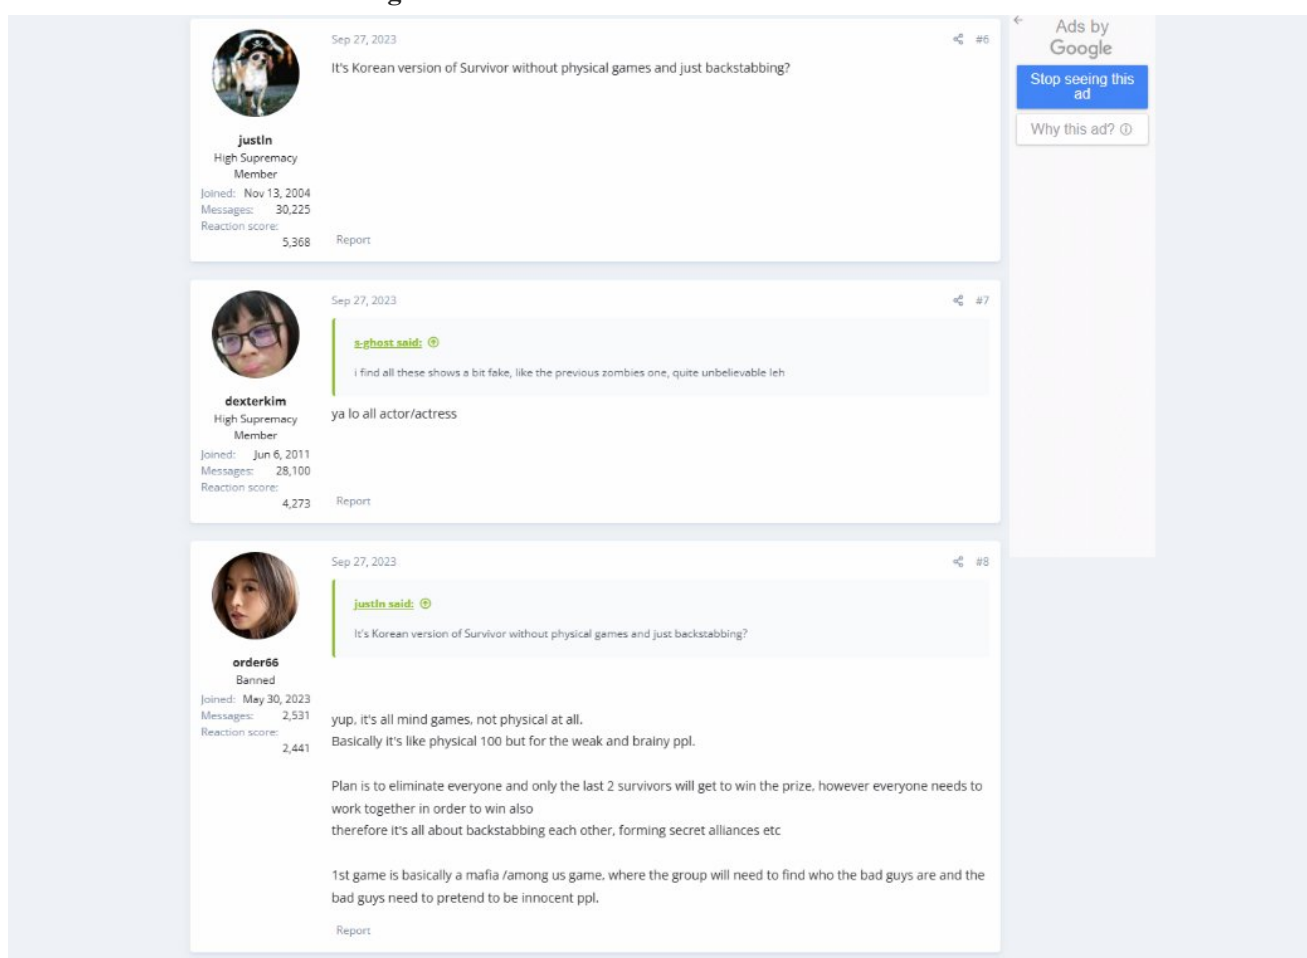 Sep 27, 2023
#6
It's Korean version of Survivor without physical games and just backstabbing?
justln
High Supremacy
Member
Joined: Nov 13, 2004
Messages: 30,225
Reaction score:
5,368
Report
Ads by
Google
Stop seeing this
ad
Why this ad?
Sep 27, 2023
#7
s-ghost said:
i find all these shows a bit fake, like the previous zombies one, quite unbelievable leh
ya lo all actor/actress
dexterkim
High Supremacy
Member
Joined: Jun 6, 2011
Messages: 28,100
Reaction score:
4,273
Report
Sep 27, 2023
#8
justln said:
It's Korean version of Survivor without physical games and just backstabbing?
order66
Banned
Joined: May 30, 2023
Messages: 2,531
Reaction score:
2,441
yup, it's all mind games, not physical at all.
Basically it's like physical 100 but for the weak and brainy ppl.
Plan is to eliminate everyone and only the last 2 survivors will get to win the prize, however everyone needs to
work together in order to win also
therefore it's all about backstabbing each other, forming secret alliances etc
1st game is basically a mafia /among us game, where the group will need to find who the bad guys are and the
bad guys need to pretend to be innocent ppl.
Report